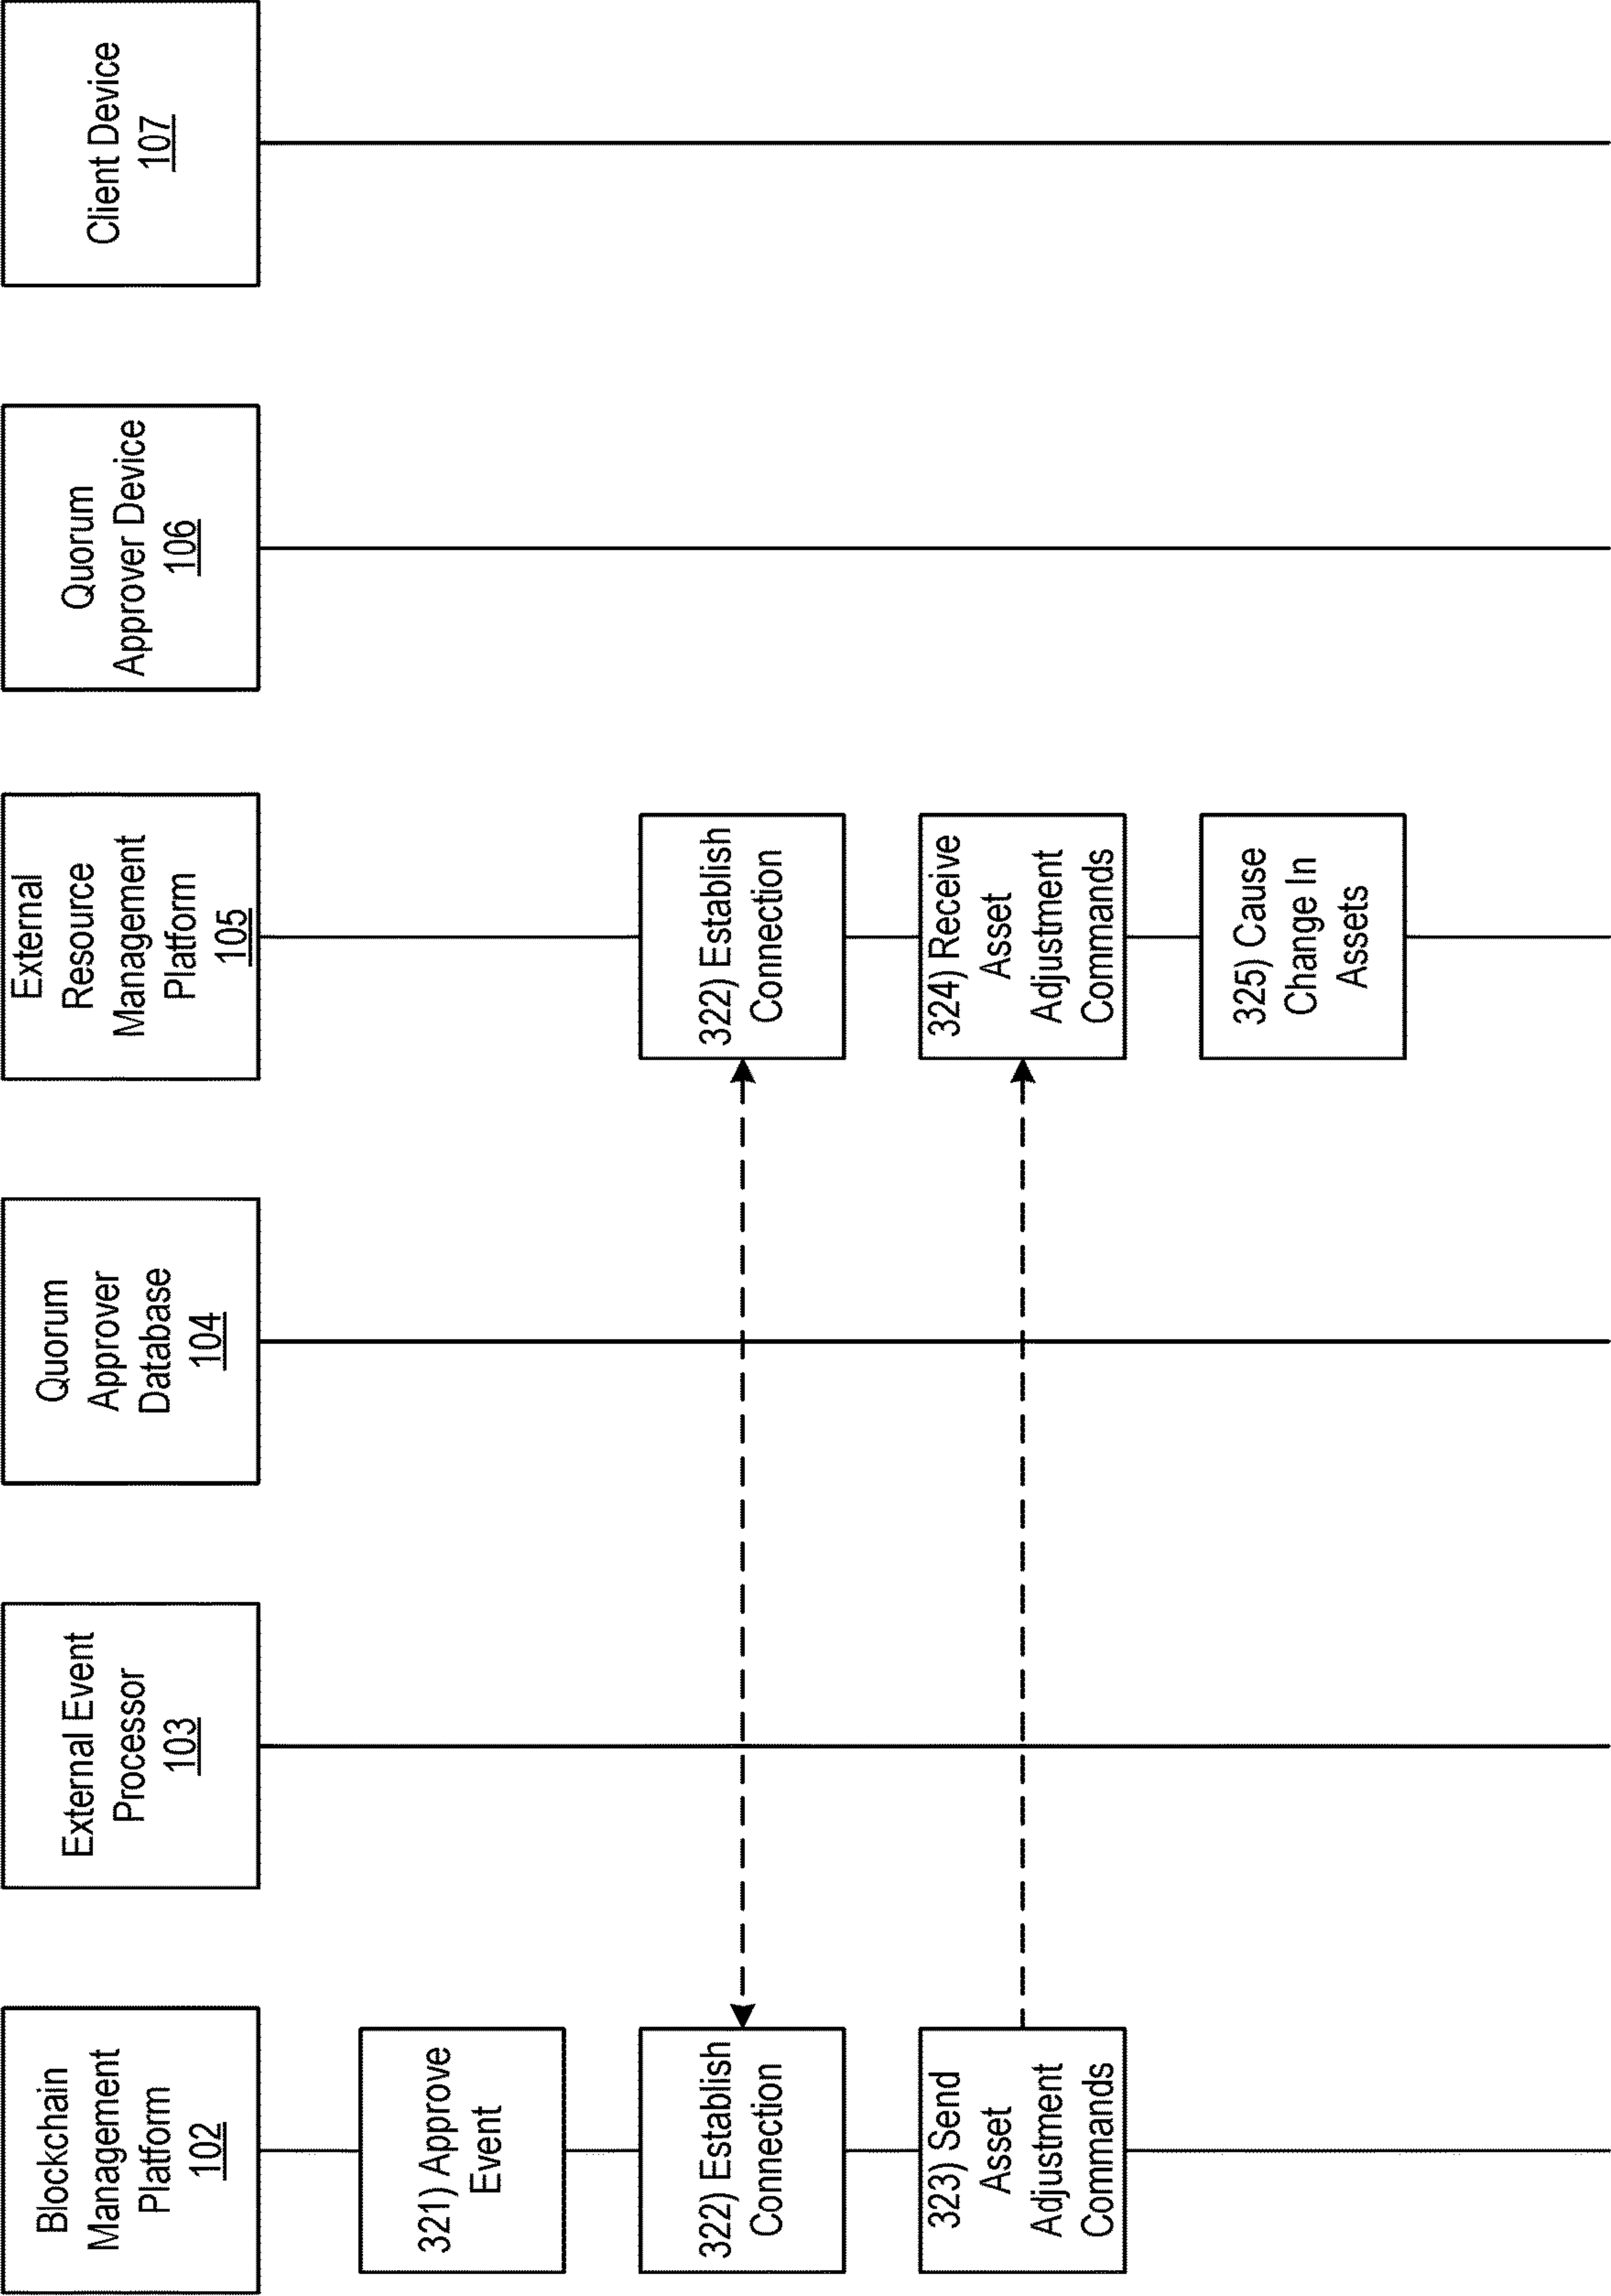 Blockchain
Management
Platform
102
External Event
Processor
103
Quorum
Approver
Database
104
External
Resource
Management
Platform
105
Quorum
Approver Device
106
Client Device
107
321) Approve
Event
322) Establish
Connection
322) Establish
Connection
323) Send
Asset
Adjustment
Commands
324) Receive
Asset
Adjustment
Commands
325) Cause
Change In
Assets